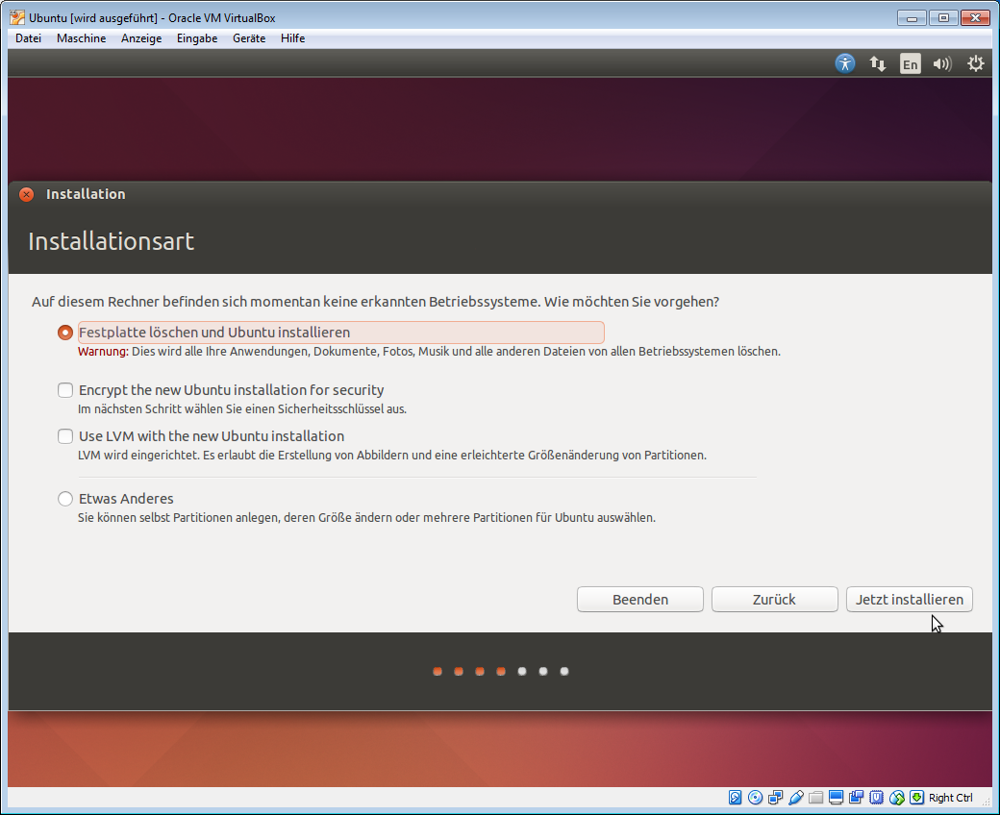 Ubuntu [wird ausgeführt] - Oracle VM VirtualBox
Datei Maschine Anzeige Eingabe Geräte Hilfe
En
Installation
Installationsart
Auf diesem Rechner befinden sich momentan keine erkannten Betriebssysteme. Wie möchten Sie vorgehen?
Festplatte löschen und Ubuntu installieren
Warnung: Dies wird alle Ihre Anwendungen, Dokumente, Fotos, Musik und alle anderen Dateien von allen Betriebssystemen löschen.
Encrypt the new Ubuntu installation for security
Im nächsten Schritt wählen Sie einen Sicherheitsschlüssel aus.
Use LVM with the new Ubuntu installation
LVM wird eingerichtet. Es erlaubt die Erstellung von Abbildern und eine erleichterte Größenänderung von Partitionen.
Etwas Anderes
Sie können selbst Partitionen anlegen, deren Größe ändern oder mehrere Partitionen für Ubuntu auswählen.
Beenden Zurück Jetzt installieren
Right Ctrl